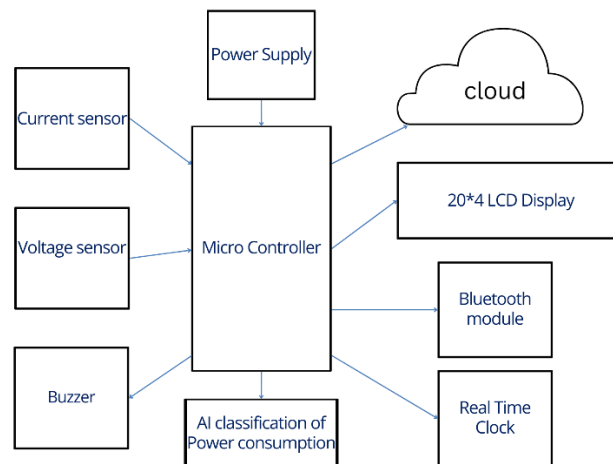 Power Supply
cloud
Current sensor
20*4 LCD Display
Voltage sensor
Micro Controller
Bluetooth
module
Buzzer
AI classification of
Power consumption
Real Time
Clock